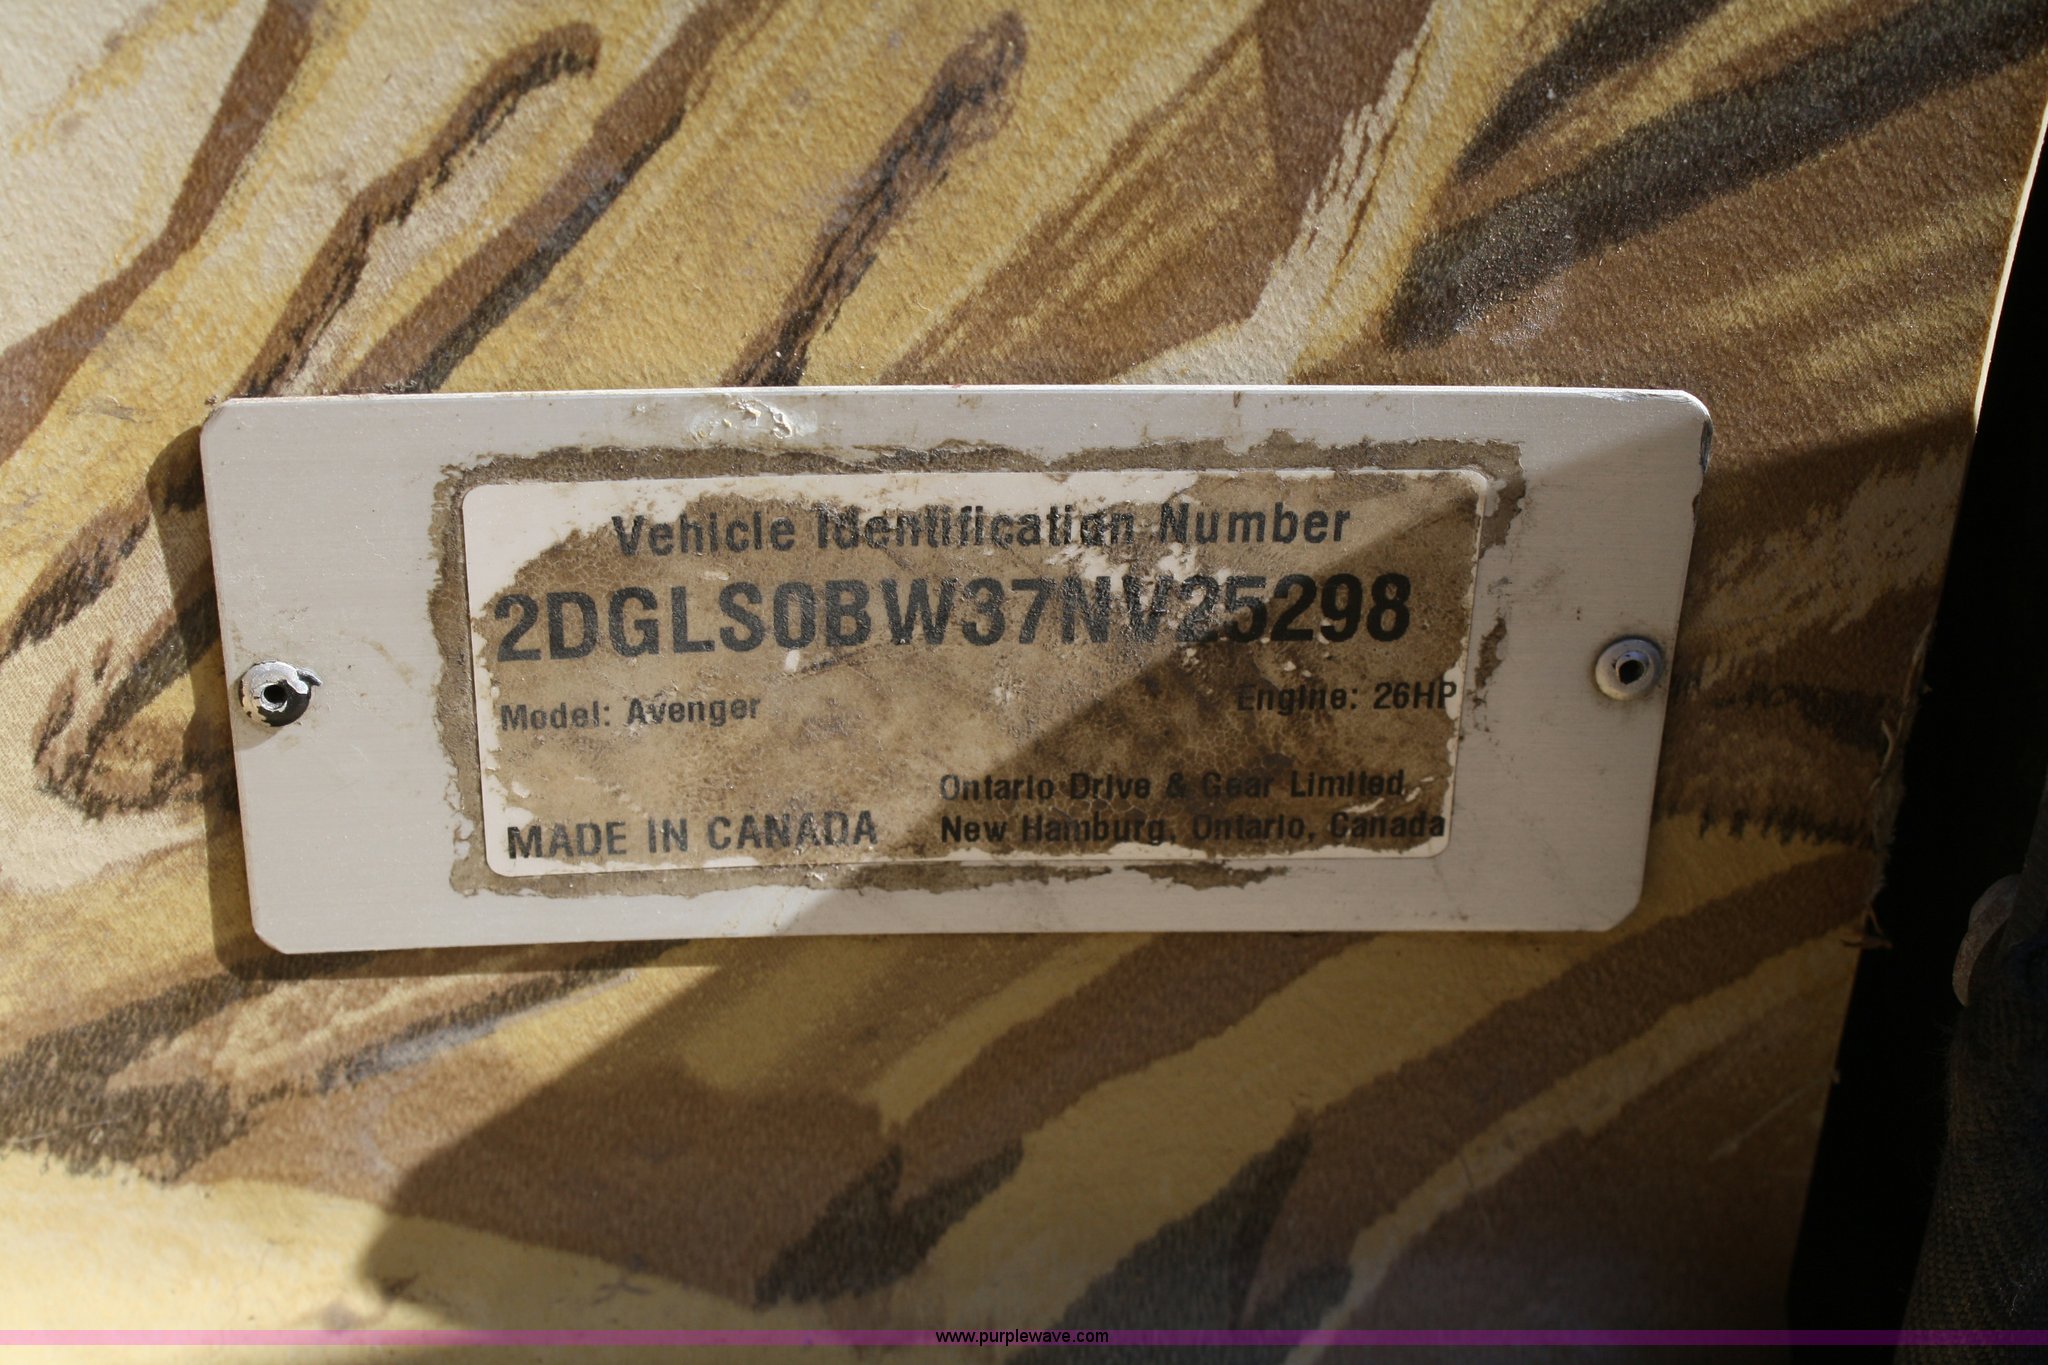 Vehicle Identification Number
2DGLS0BW37NV25298
Model: Avenger Engine: 26HP
Ontario Drive & Gear Limited
MADE IN CANADA New Hamburg, Ontario, Canada
www.purplewave.com